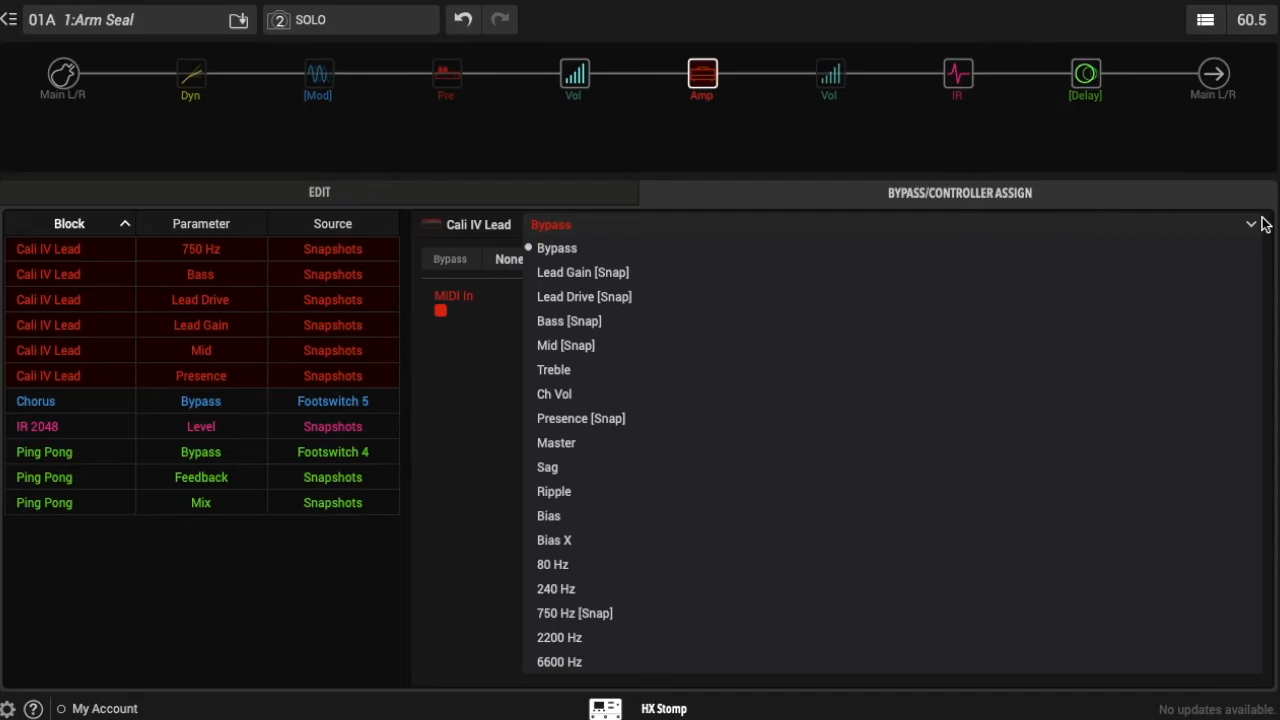 01A 1:Arm Seal
2 SOLO
60.5
Main L/R
Dyn
[Mod]
Pre
Vol
Amp
Vol
IR
[Delay]
Main L/R
EDIT
BYPASS/CONTROLLER ASSIGN
Block Parameter Source
Cali IV Lead 750 Hz Snapshots
Cali IV Lead Bass Snapshots
Cali IV Lead Lead Drive Snapshots
Cali IV Lead Lead Gain Snapshots
Cali IV Lead Mid Snapshots
Cali IV Lead Presence Snapshots
Chorus Bypass Footswitch 5
IR 2048 Level Snapshots
Ping Pong Bypass Footswitch 4
Ping Pong Feedback Snapshots
Ping Pong Mix Snapshots
Cali IV Lead Bypass
Bypass None
MIDI In
Bypass
Lead Gain [Snap]
Lead Drive [Snap]
Bass [Snap]
Mid [Snap]
Treble
Ch Vol
Presence [Snap]
Master
Sag
Ripple
Bias
Bias X
80 Hz
240 Hz
750 Hz [Snap]
2200 Hz
6600 Hz
? My Account
HX Stomp
No updates available.